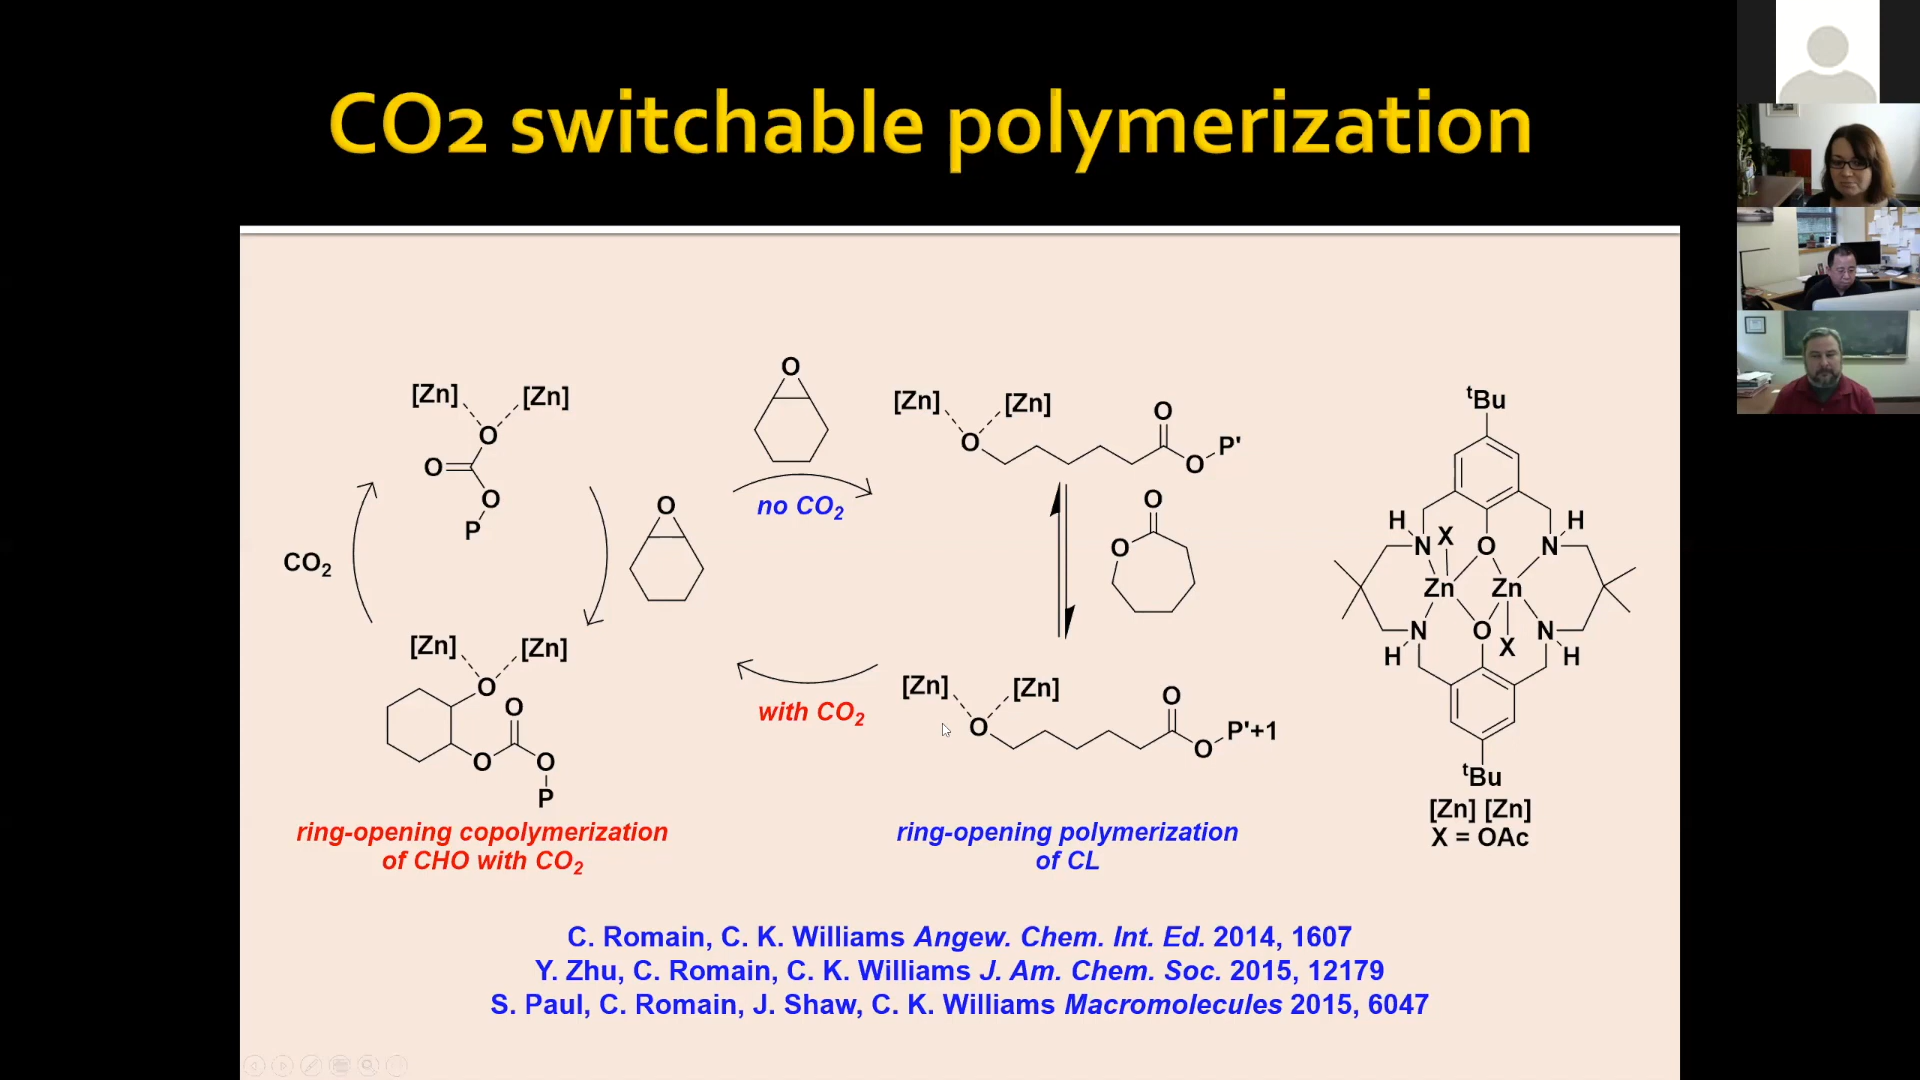 CO2 switchable polymerization
[Zn] [Zn]
O
O
O
P
CO2
O
[Zn] [Zn]
O
O
O
O
P
ring-opening copolymerization
of CHO with CO2
O
no CO2
with CO2
[Zn] [Zn]
O
O
O
P'
O
O
[Zn] [Zn]
O
O
O
P'+1
ring-opening polymerization
of CL
tBu
H
N
X
O
N
H
Zn
Zn
N
H
O
X
N
H
tBu
[Zn] [Zn]
X = OAc
C. Romain, C. K. Williams Angew. Chem. Int. Ed. 2014, 1607
Y. Zhu, C. Romain, C. K. Williams J. Am. Chem. Soc. 2015, 12179
S. Paul, C. Romain, J. Shaw, C. K. Williams Macromolecules 2015, 6047